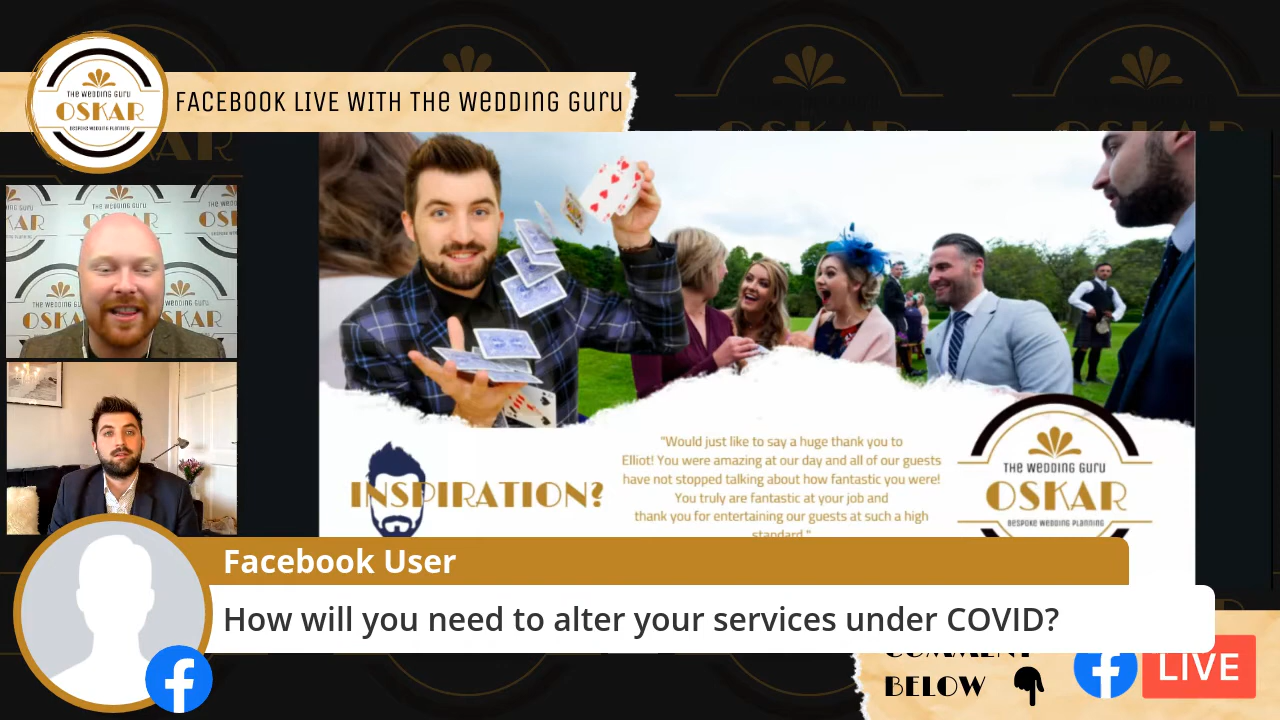 THE WEDDING GURU
OSKAR
BESPOKE WEDDING PLANNING
FACEBOOK LIVE WITH THE WEDDING GURU
INSPIRATION?
"Would just like to say a huge thank you to
Elliot! You were amazing at our day and all of our guests
have not stopped talking about how fantastic you were!
You truly are fantastic at your job and
thank you for entertaining our guests at such a high
standard."
THE WEDDING GURU
OSKAR
BESPOKE WEDDING PLANNING
Facebook User
How will you need to alter your services under COVID?
COMMENT
BELOW
LIVE